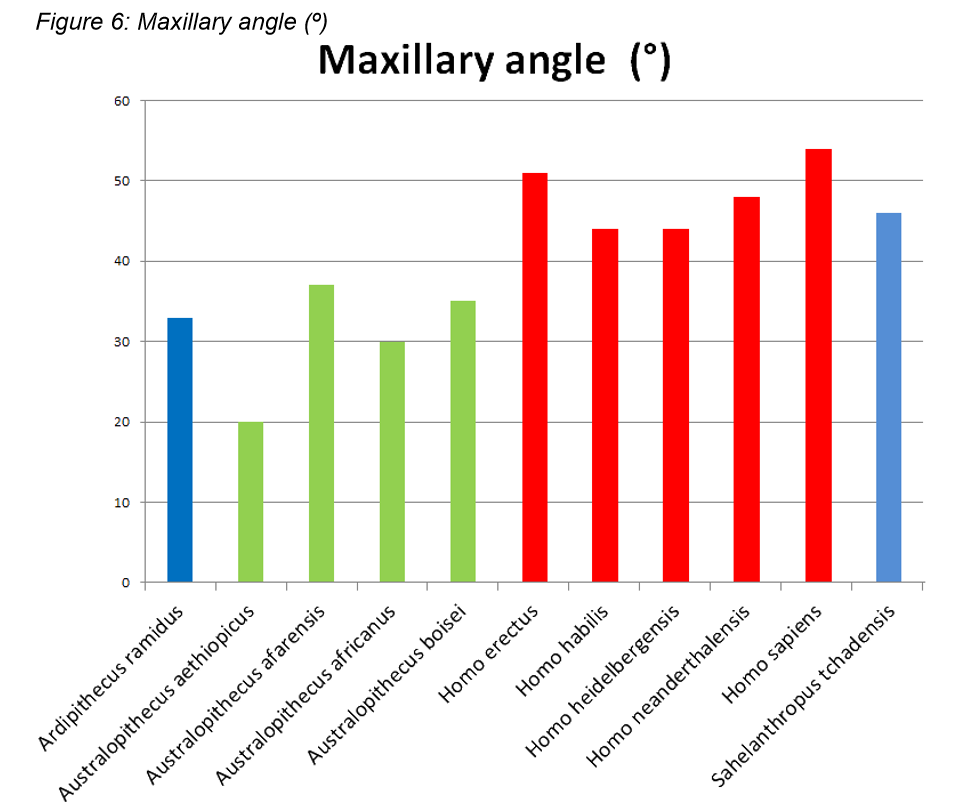 Figure 6: Maxillary angle (º)
Maxillary angle (°)
60
50
40
30
20
10
0
Ardipithecus ramidus
Australopithecus aethiopicus
Australopithecus afarensis
Australopithecus africanus
Australopithecus boisei
Homo erectus
Homo habilis
Homo heidelbergensis
Homo neanderthalensis
Homo sapiens
Sahelanthropus tchadensis